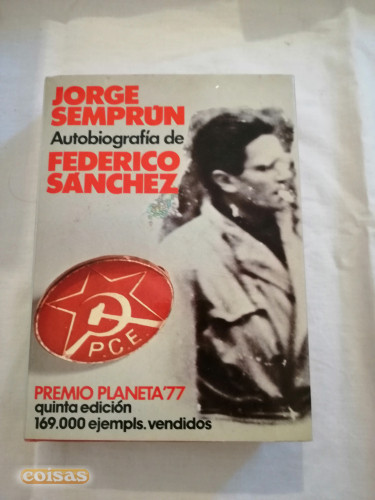 JORGE
SEMPRÚN
Autobiografía de
FEDERICO
SÁNCHEZ
P.C.E.
PREMIO PLANETA'77
quinta edición
169.000 ejempls. vendidos
coisas